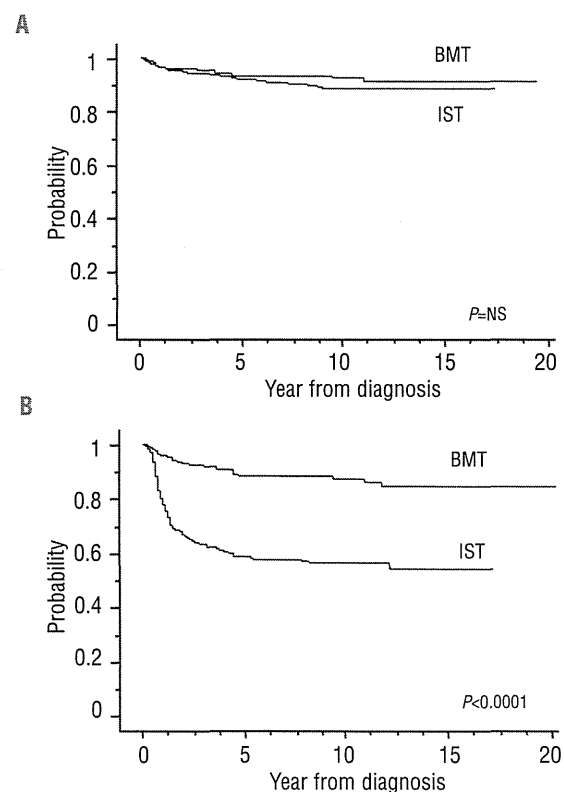 A
1
0.8
0.6
0.4
0.2
0
Probability
BMT
IST
P=NS
0 5 10 15 20
Year from diagnosis
B
1
0.8
0.6
0.4
0.2
0
Probability
BMT
IST
P<0.0001
0 5 10 15 20
Year from diagnosis